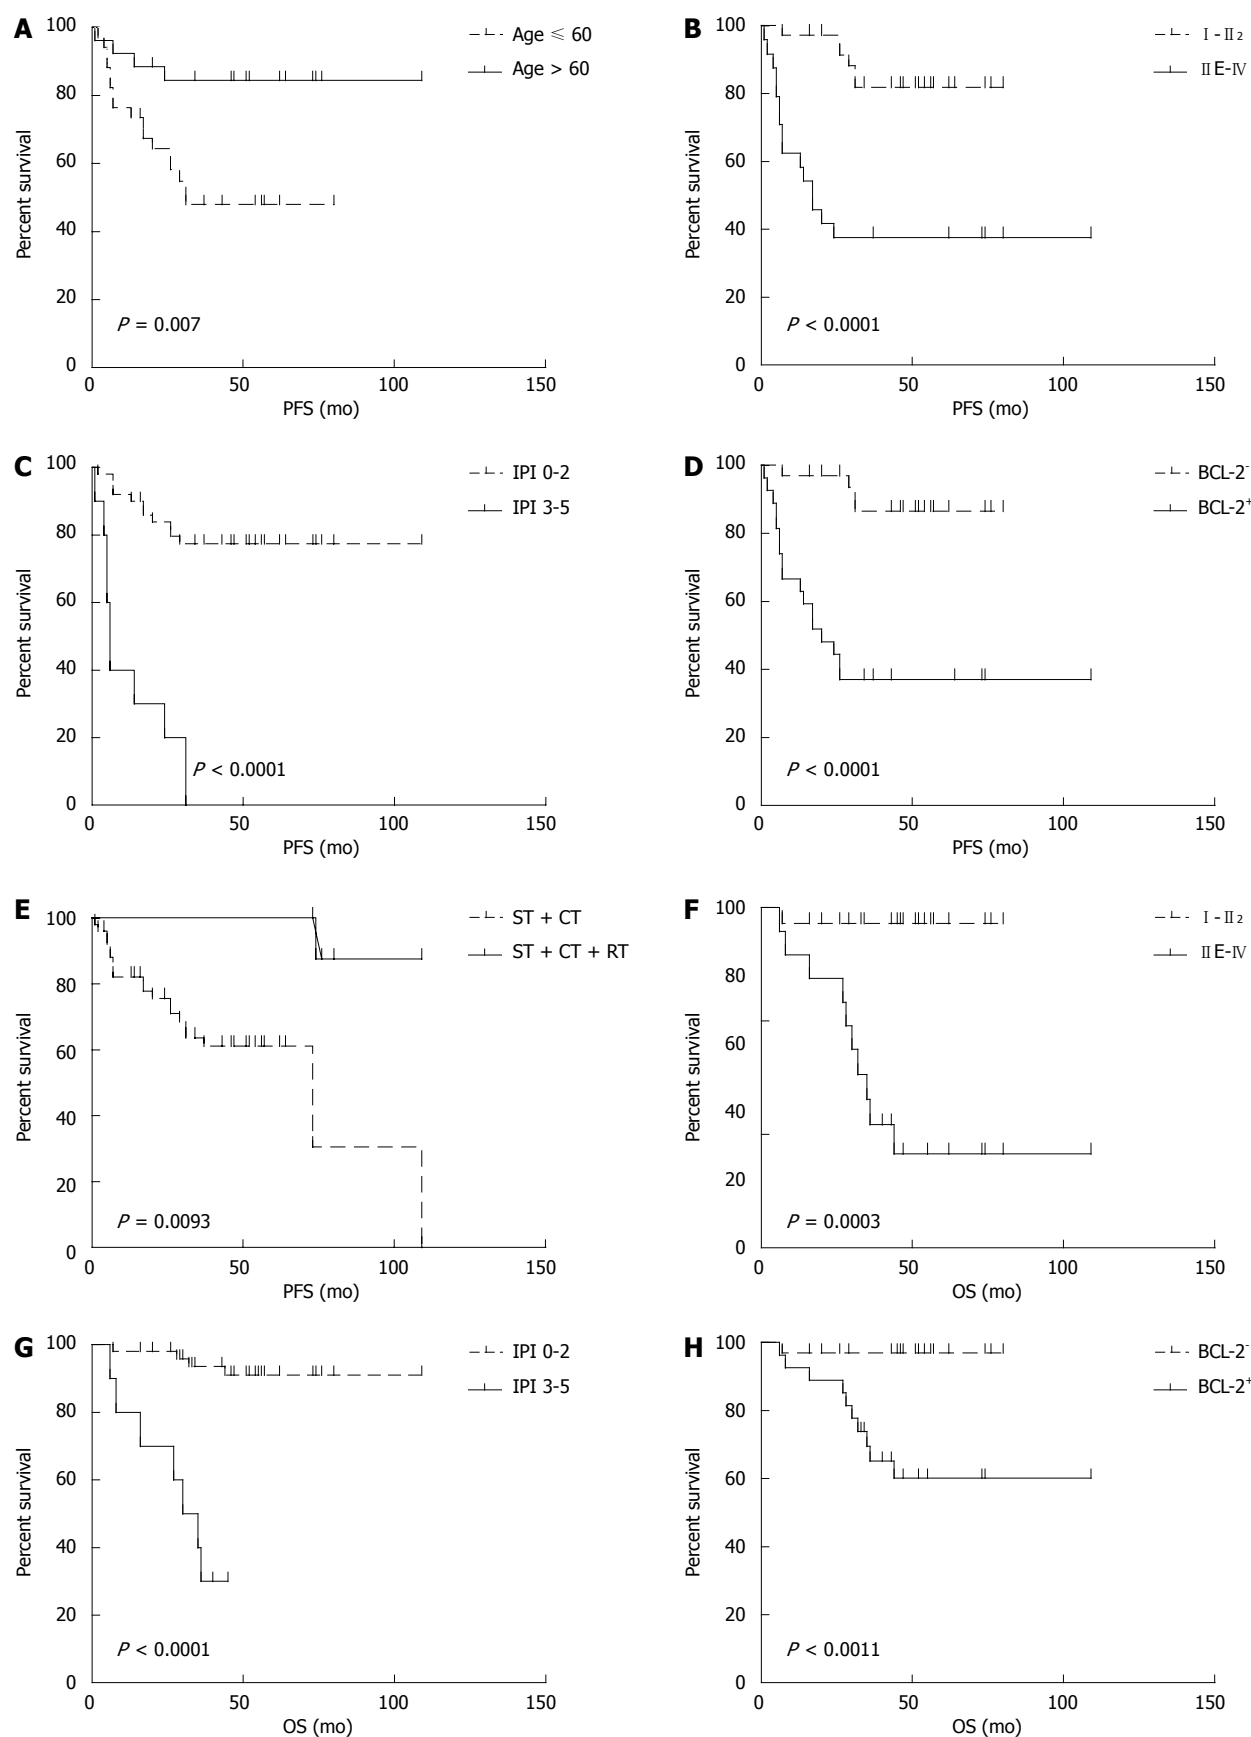 A
100
80
60
40
20
0
Percent survival
Age ≤ 60
Age > 60
P = 0.007
0 50 100 150
PFS (mo)
B
100
80
60
40
20
0
Percent survival
Ⅰ-Ⅱ2
ⅡE-Ⅳ
P < 0.0001
0 50 100 150
PFS (mo)
C
100
80
60
40
20
0
Percent survival
IPI 0-2
IPI 3-5
P < 0.0001
0 50 100 150
PFS (mo)
D
100
80
60
40
20
0
Percent survival
BCL-2-
BCL-2+
P < 0.0001
0 50 100 150
PFS (mo)
E
100
80
60
40
20
0
Percent survival
ST + CT
ST + CT + RT
P = 0.0093
0 50 100 150
PFS (mo)
F
100
80
60
40
20
0
Percent survival
Ⅰ-Ⅱ2
ⅡE-Ⅳ
P = 0.0003
0 50 100 150
OS (mo)
G
100
80
60
40
20
0
Percent survival
IPI 0-2
IPI 3-5
P < 0.0001
0 50 100 150
OS (mo)
H
100
80
60
40
20
0
Percent survival
BCL-2-
BCL-2+
P < 0.0011
0 50 100 150
OS (mo)